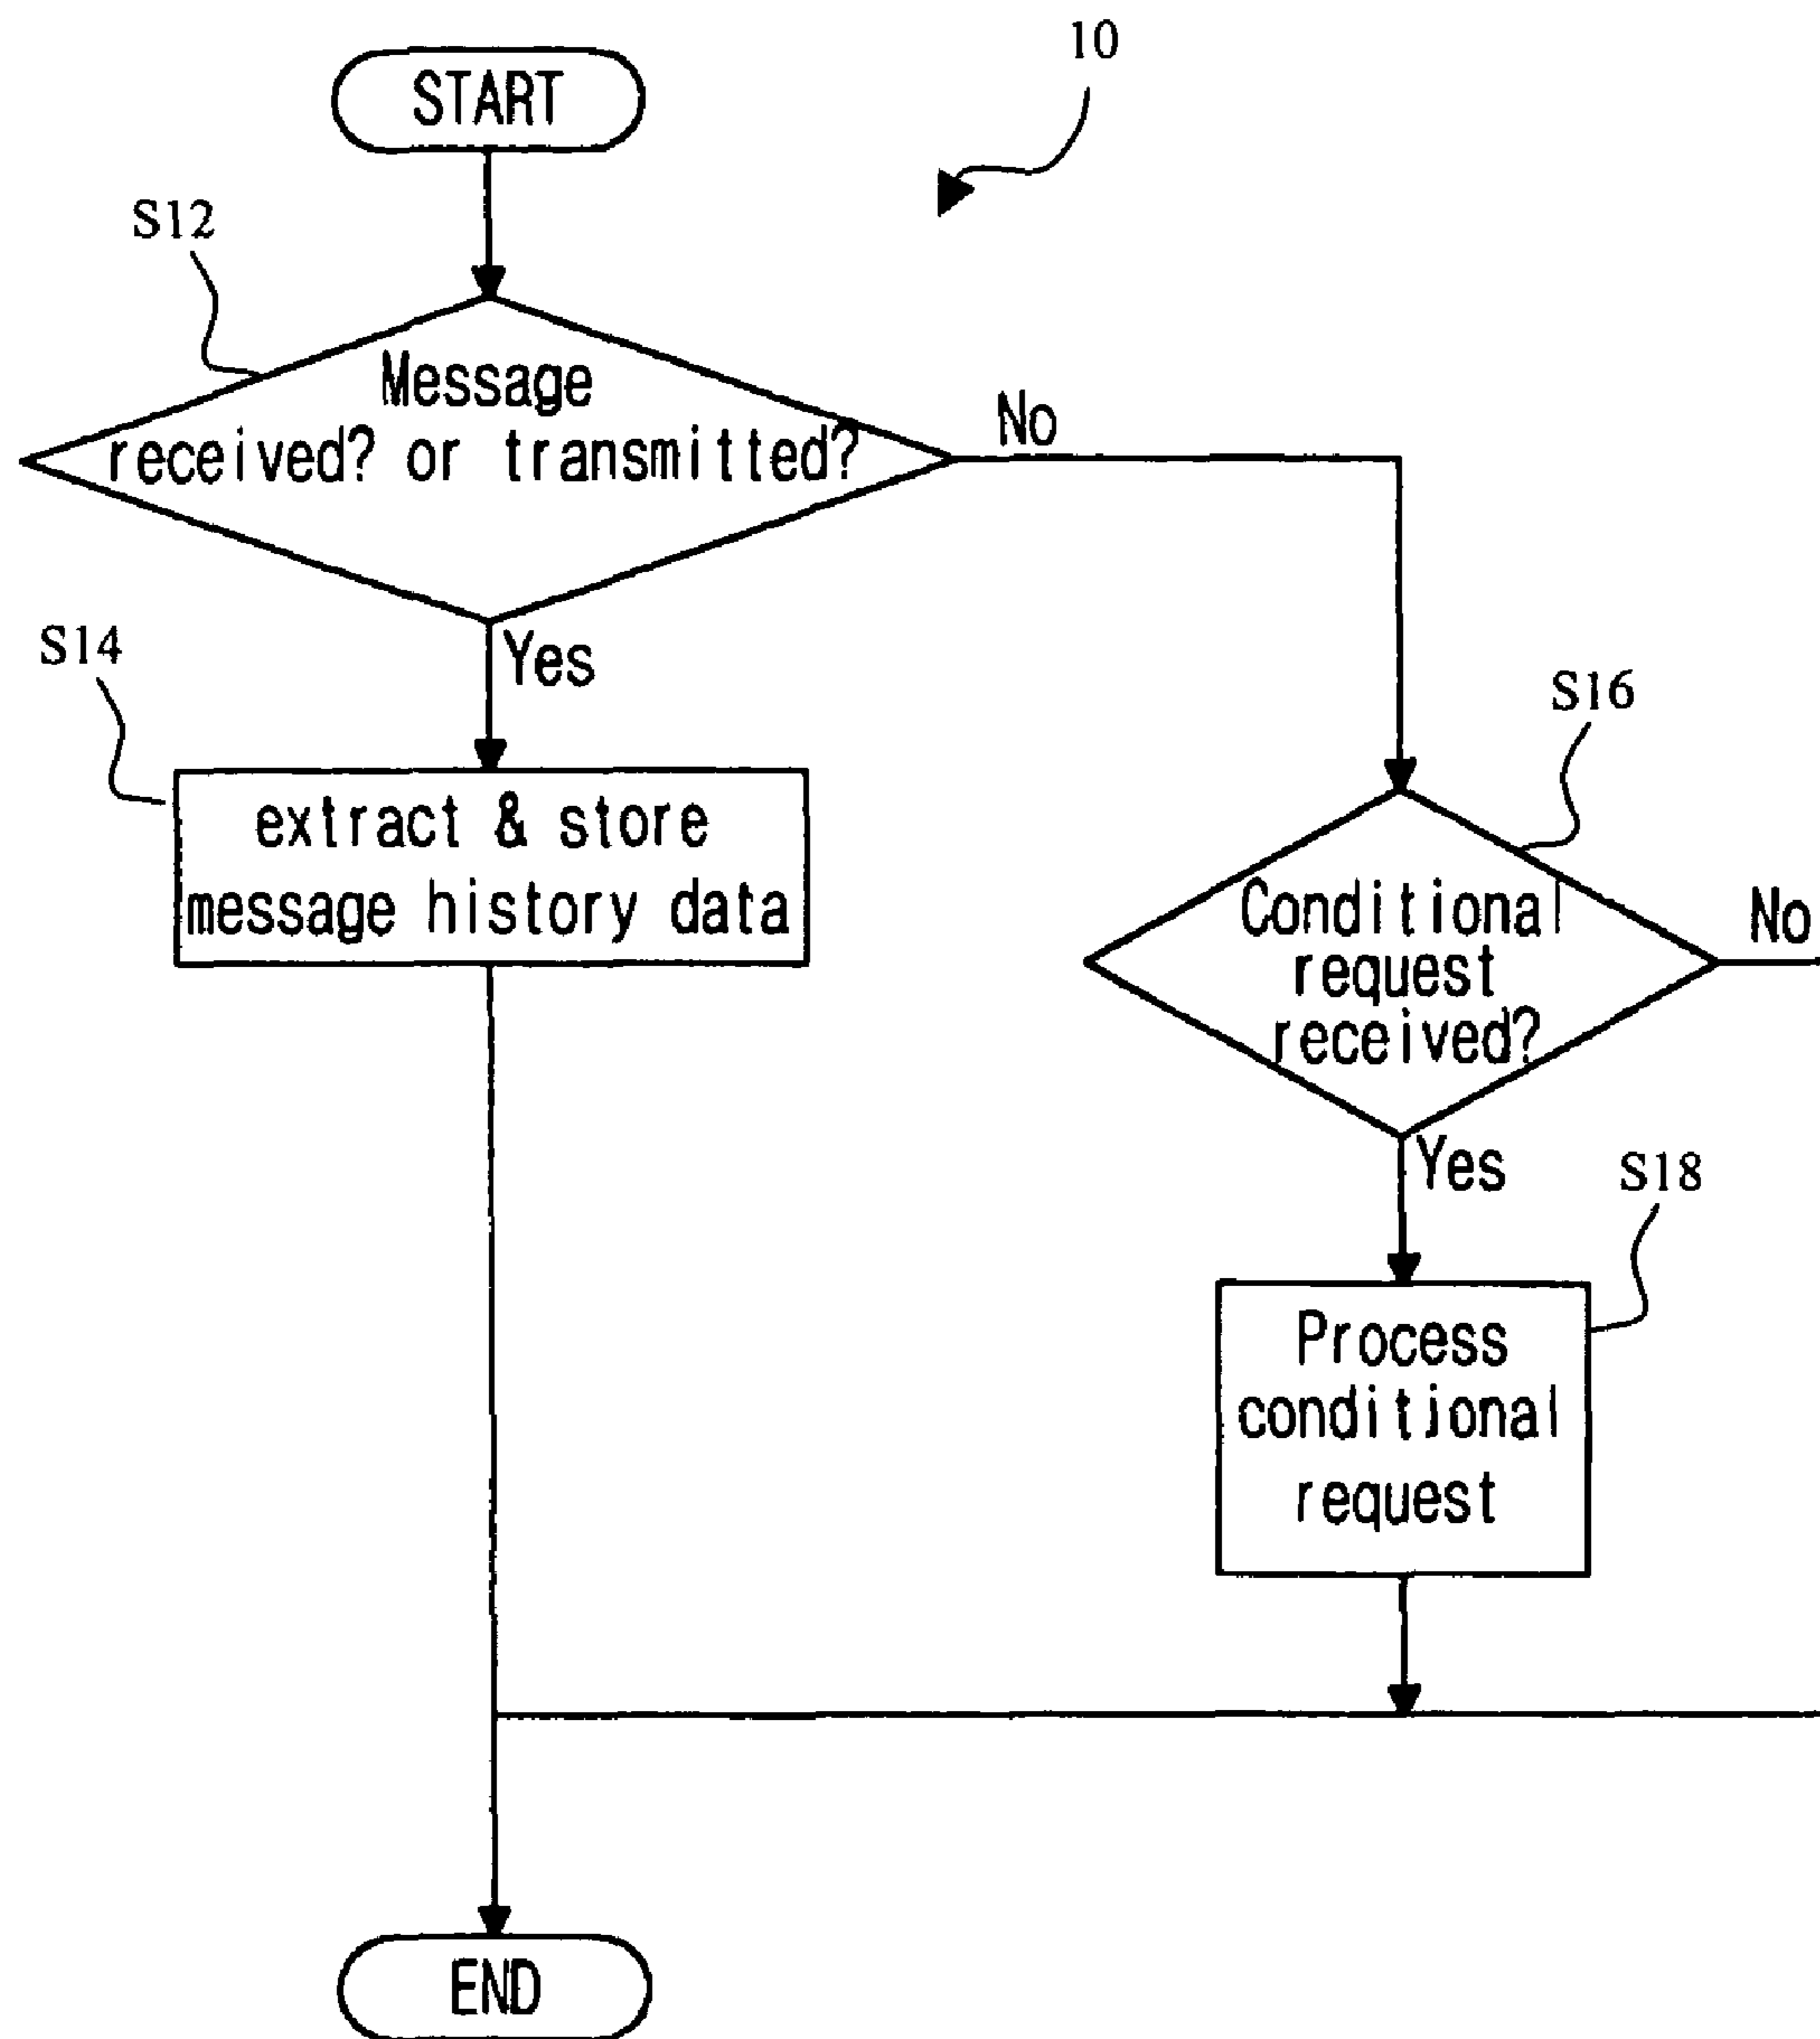 10
START
S12
Message
received? or transmitted?
No
Yes
S14
extract & store
message history data
S16
Conditional
request
received?
No
Yes
S18
Process
conditional
request
END